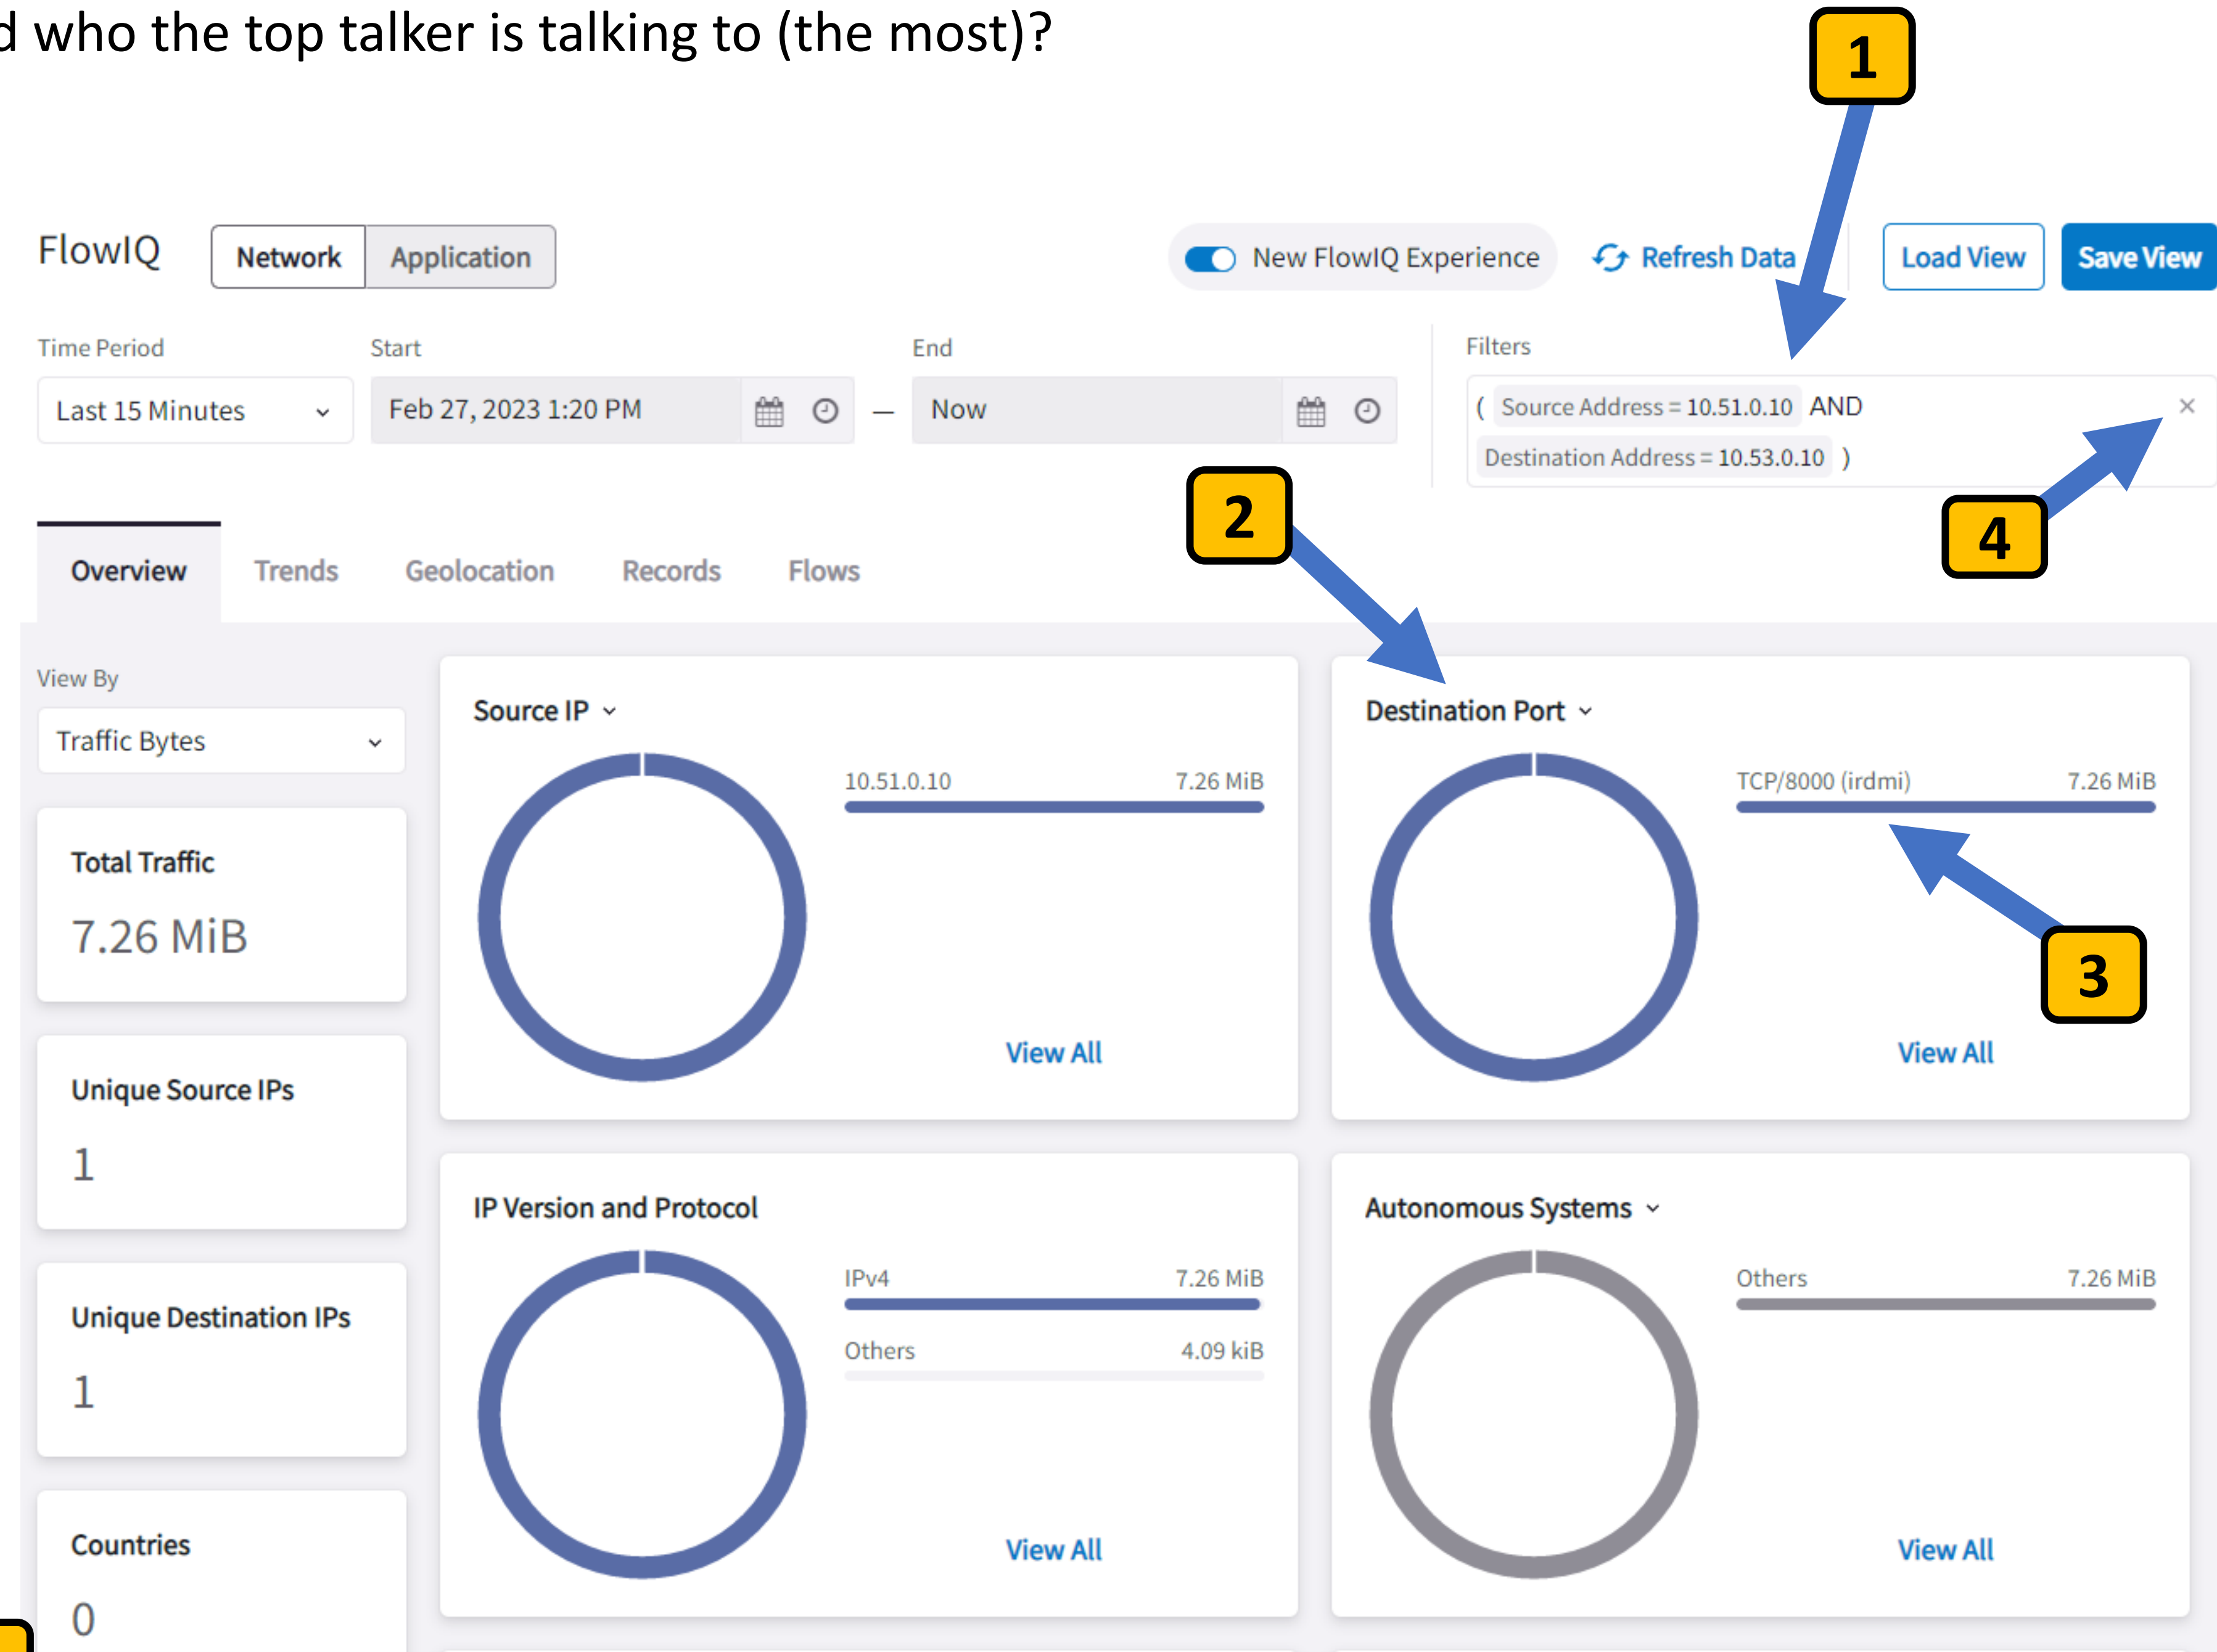 who the top talker is talking to (the most)?
1
FlowIQ
Network
Application
New FlowIQ Experience
Refresh Data
Load View
Save View
Time Period
Start
End
Filters
Last 15 Minutes
Feb 27, 2023 1:20 PM
—
Now
( Source Address = 10.51.0.10 AND
Destination Address = 10.53.0.10 )
2
4
Overview
Trends
Geolocation
Records
Flows
View By
Traffic Bytes
Total Traffic
7.26 MiB
Unique Source IPs
1
Unique Destination IPs
1
Countries
0
Source IP
10.51.0.10 7.26 MiB
View All
Destination Port
TCP/8000 (irdmi) 7.26 MiB
3
View All
IP Version and Protocol
IPv4 7.26 MiB
Others 4.09 kiB
View All
Autonomous Systems
Others 7.26 MiB
View All